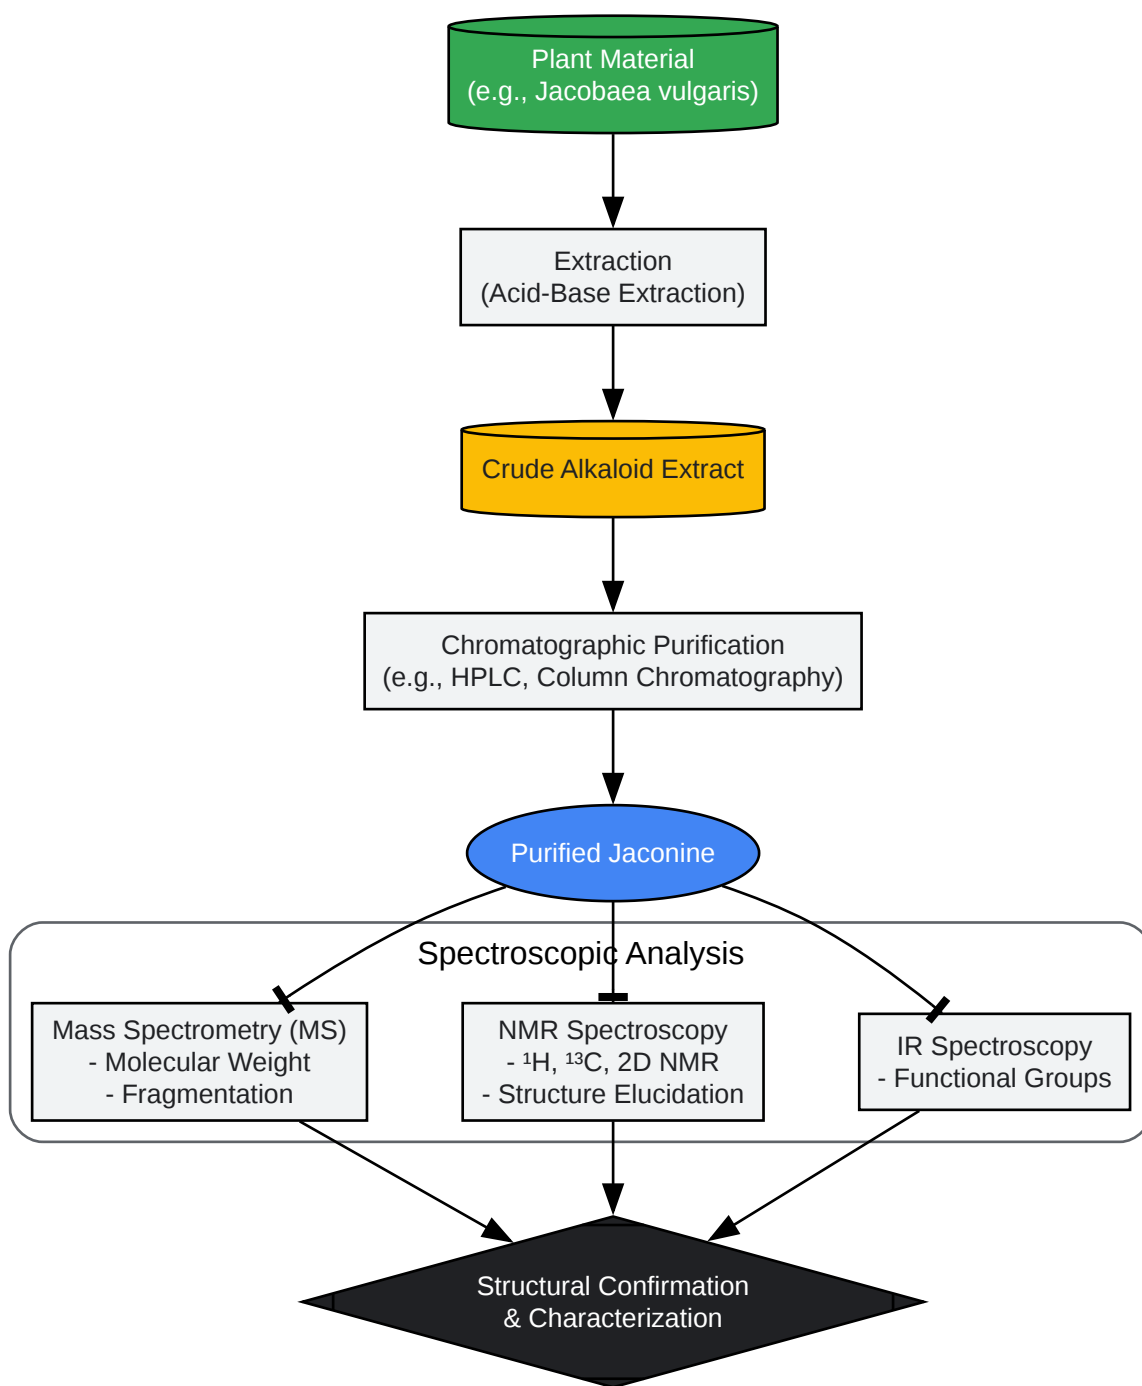 Plant Material
(e.g., Jacobaea vulgaris)
Extraction
(Acid-Base Extraction)
Crude Alkaloid Extract
Chromatographic Purification
(e.g., HPLC, Column Chromatography)
Purified Jaconine
Spectroscopic Analysis
Mass Spectrometry (MS)
- Molecular Weight
- Fragmentation
NMR Spectroscopy
- ¹H, ¹³C, 2D NMR
- Structure Elucidation
IR Spectroscopy
- Functional Groups
Structural Confirmation
& Characterization